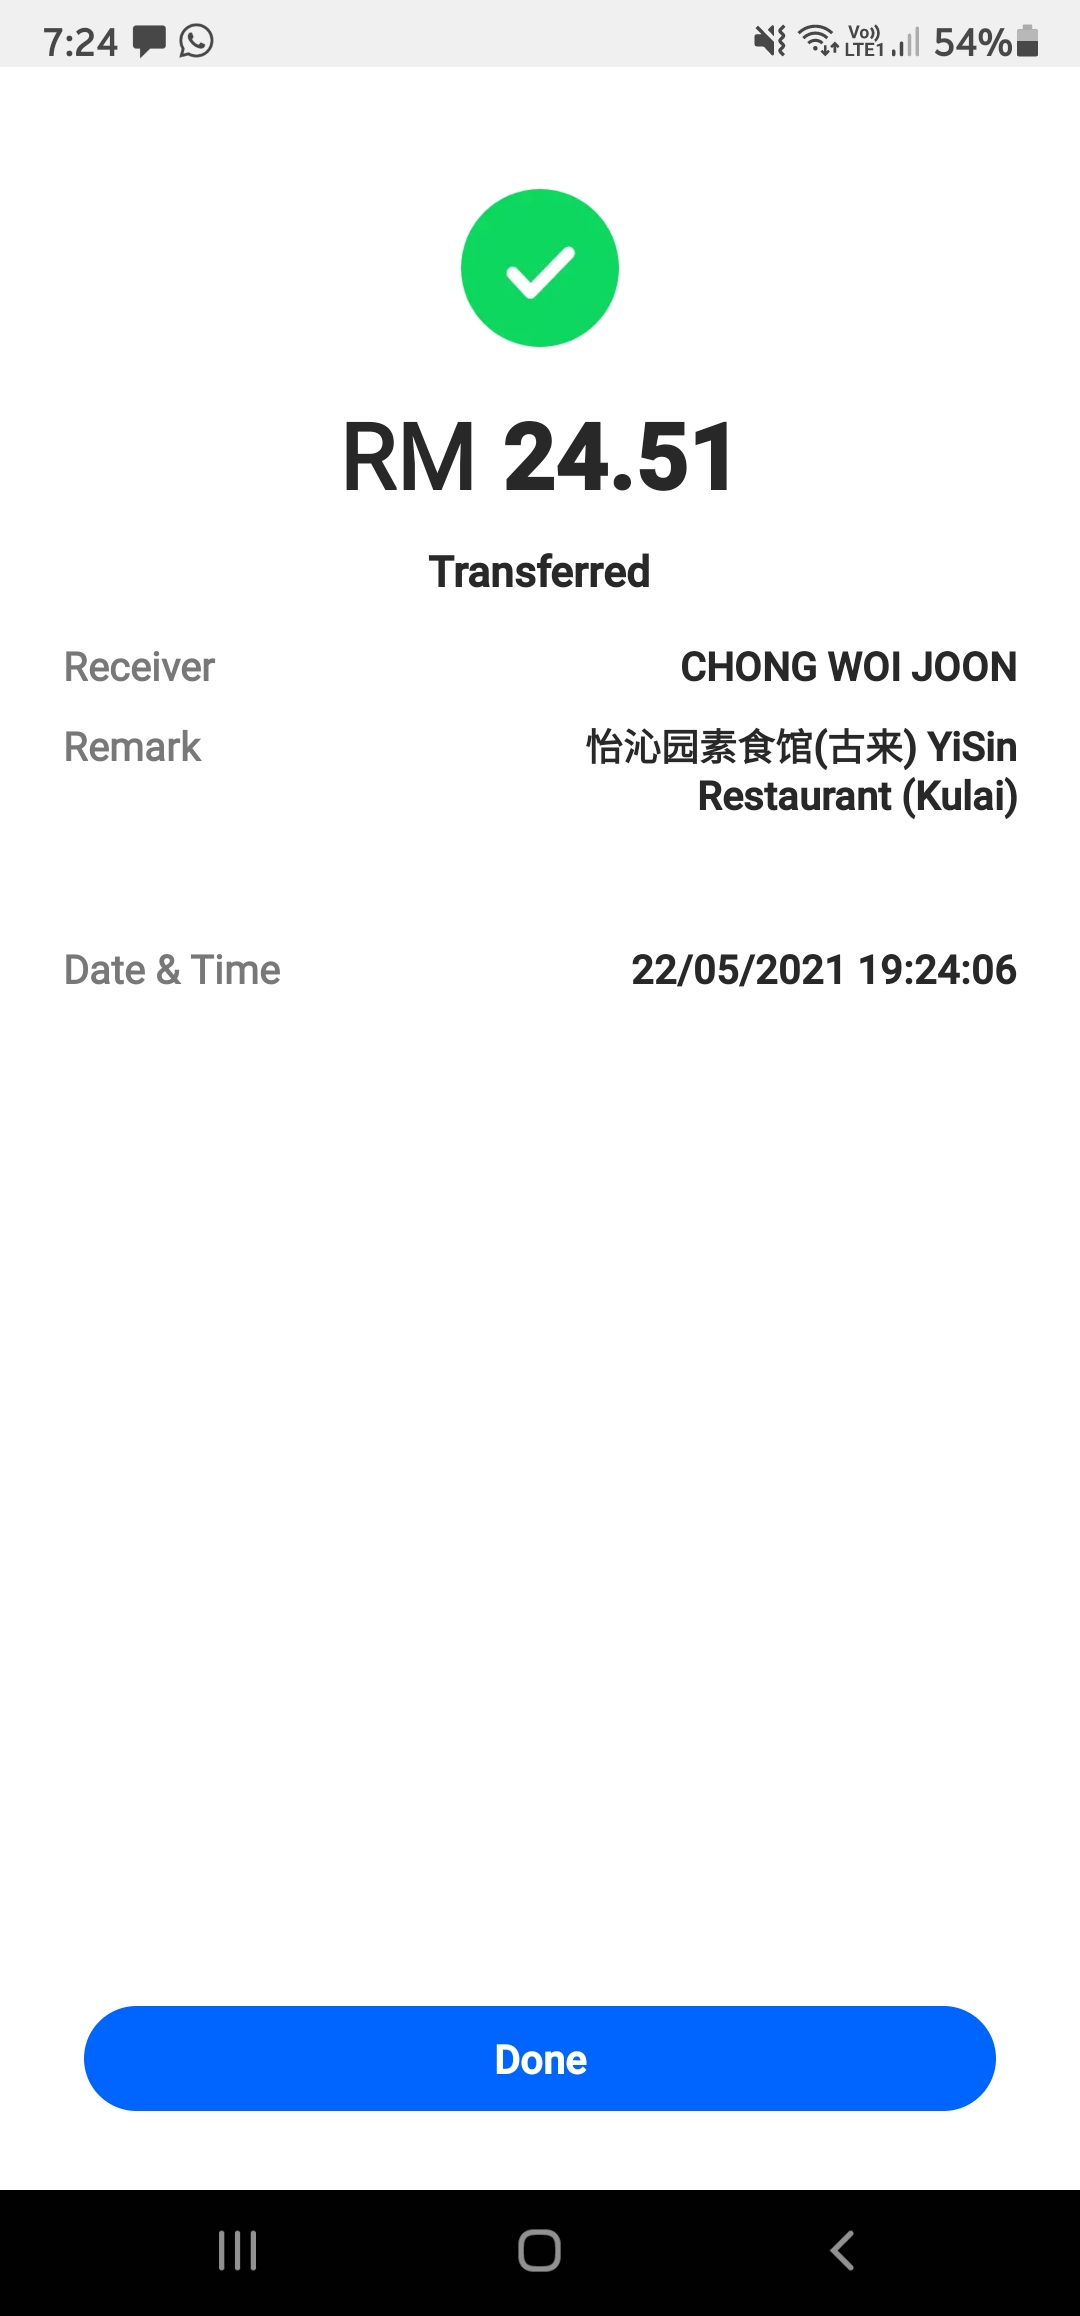 7:24 Vo)) LTE1 54%
RM 24.51
Transferred
Receiver CHONG WOI JOON
Remark 怡沁园素食馆(古来) YiSin
Restaurant (Kulai)
Date & Time 22/05/2021 19:24:06
Done